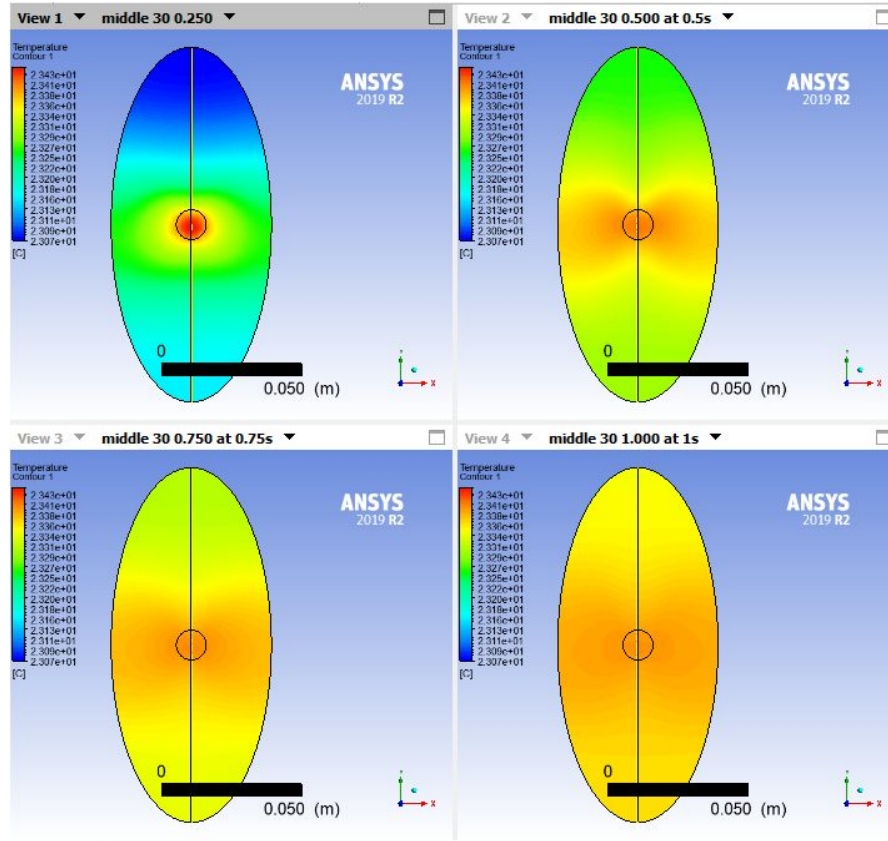 View 1 middle 30 0.250
Temperature
Contour 1
2.343e+01
2.341e+01
2.338e+01
2.336e+01
2.334e+01
2.331e+01
2.329e+01
2.327e+01
2.325e+01
2.322e+01
2.320e+01
2.318e+01
2.316e+01
2.313e+01
2.311e+01
2.309e+01
2.307e+01
[C]
ANSYS
2019 R2
0
0.050 (m)
Y
X
View 2 middle 30 0.500 at 0.5s
Temperature
Contour 1
2.343e+01
2.341e+01
2.338e+01
2.336e+01
2.334e+01
2.331e+01
2.329e+01
2.327e+01
2.325e+01
2.322e+01
2.320e+01
2.318e+01
2.316e+01
2.313e+01
2.311e+01
2.309e+01
2.307e+01
[C]
ANSYS
2019 R2
0
0.050 (m)
Y
X
View 3 middle 30 0.750 at 0.75s
Temperature
Contour 1
2.343e+01
2.341e+01
2.338e+01
2.336e+01
2.334e+01
2.331e+01
2.329e+01
2.327e+01
2.325e+01
2.322e+01
2.320e+01
2.318e+01
2.316e+01
2.313e+01
2.311e+01
2.309e+01
2.307e+01
[C]
ANSYS
2019 R2
0
0.050 (m)
Y
X
View 4 middle 30 1.000 at 1s
Temperature
Contour 1
2.343e+01
2.341e+01
2.338e+01
2.336e+01
2.334e+01
2.331e+01
2.329e+01
2.327e+01
2.325e+01
2.322e+01
2.320e+01
2.318e+01
2.316e+01
2.313e+01
2.311e+01
2.309e+01
2.307e+01
[C]
ANSYS
2019 R2
0
0.050 (m)
Y
X